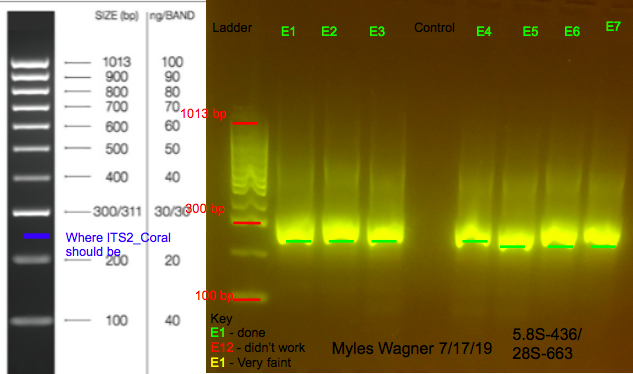 SIZE (bp) ng/BAND
1013 100
900 90
800 80
700 70
600 60
500 50
400 40
300/311 30/30
Where ITS2_Coral
should be
200 20
100 40
Ladder E1 E2 E3 Control E4 E5 E6 E7
1013 bp
300 bp
100 bp
Key
E1 - done
E12 - didn't work
E1 - Very faint
Myles Wagner 7/17/19
5.8S-436/
28S-663